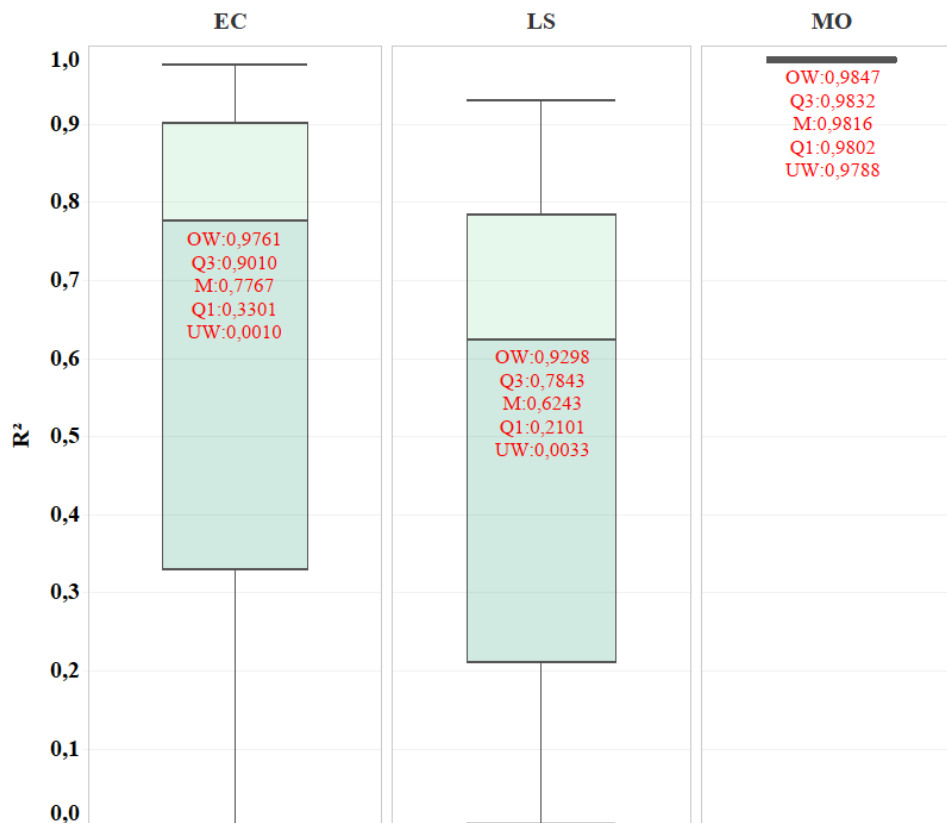 EC
LS
MO
R²
1,0
0,9
0,8
0,7
0,6
0,5
0,4
0,3
0,2
0,1
0,0
OW:0,9761
Q3:0,9010
M:0,7767
Q1:0,3301
UW:0,0010
OW:0,9298
Q3:0,7843
M:0,6243
Q1:0,2101
UW:0,0033
OW:0,9847
Q3:0,9832
M:0,9816
Q1:0,9802
UW:0,9788